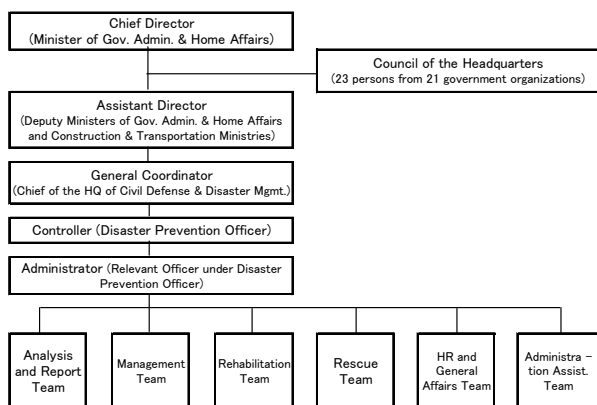 Chief Director
(Minister of Gov. Admin. & Home Affairs)
Council of the Headquarters
(23 persons from 21 government organizations)
Assistant Director
(Deputy Ministers of Gov. Admin. & Home Affairs
and Construction & Transportation Ministries)
General Coordinator
(Chief of the HQ of Civil Defense & Disaster Mgmt.)
Controller (Disaster Prevention Officer)
Administrator (Relevant Officer under Disaster
Prevention Officer)
Analysis
and Report
Team
Management
Team
Rehabilitation
Team
Rescue
Team
HR and
General
Affairs Team
Administra –
tion Assist.
Team